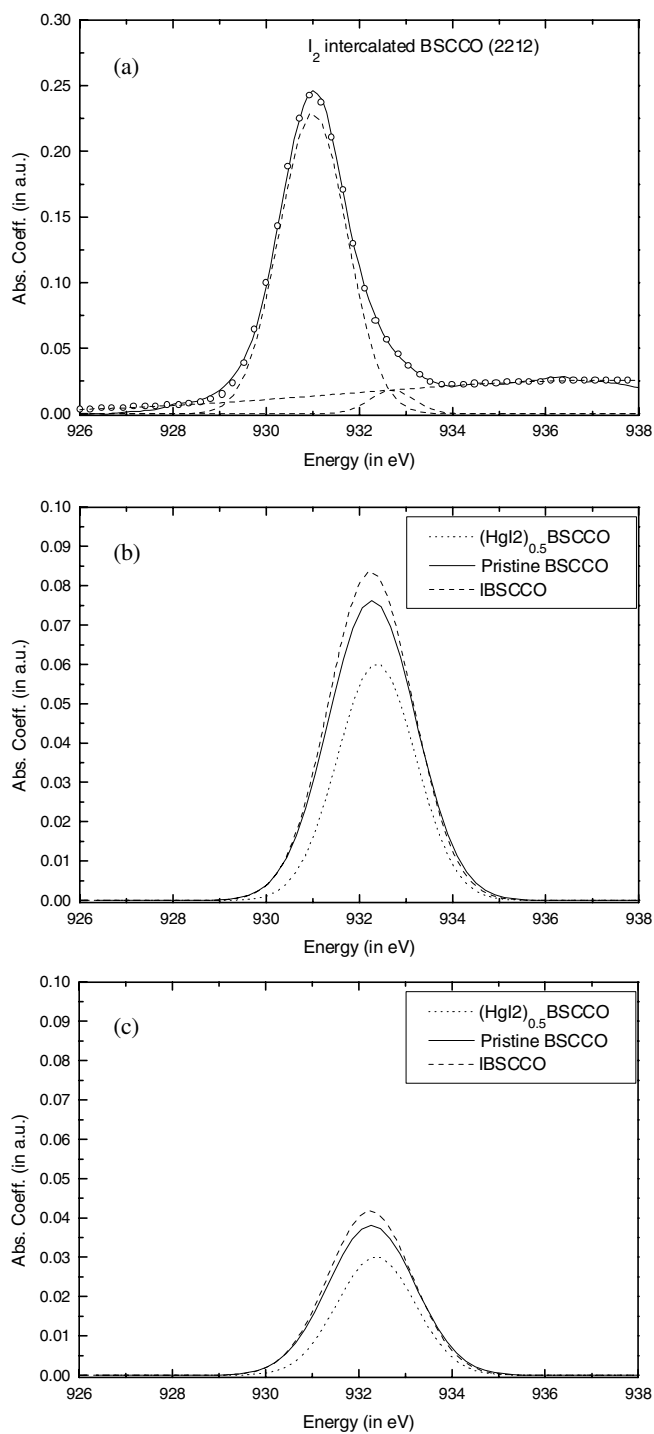 (a)
I2 intercalated BSCCO (2212)
Abs. Coeff. (in a.u.)
0.30
0.25
0.20
0.15
0.10
0.05
0.00
926 928 930 932 934 936 938
Energy (in eV)
(b)
(HgI2)0.5BSCCO
Pristine BSCCO
IBSCCO
Abs. Coeff. (in a.u.)
0.10
0.09
0.08
0.07
0.06
0.05
0.04
0.03
0.02
0.01
0.00
926 928 930 932 934 936 938
Energy (in eV)
(c)
(HgI2)0.5BSCCO
Pristine BSCCO
IBSCCO
Abs. Coeff. (in a.u.)
0.10
0.09
0.08
0.07
0.06
0.05
0.04
0.03
0.02
0.01
0.00
926 928 930 932 934 936 938
Energy (in eV)